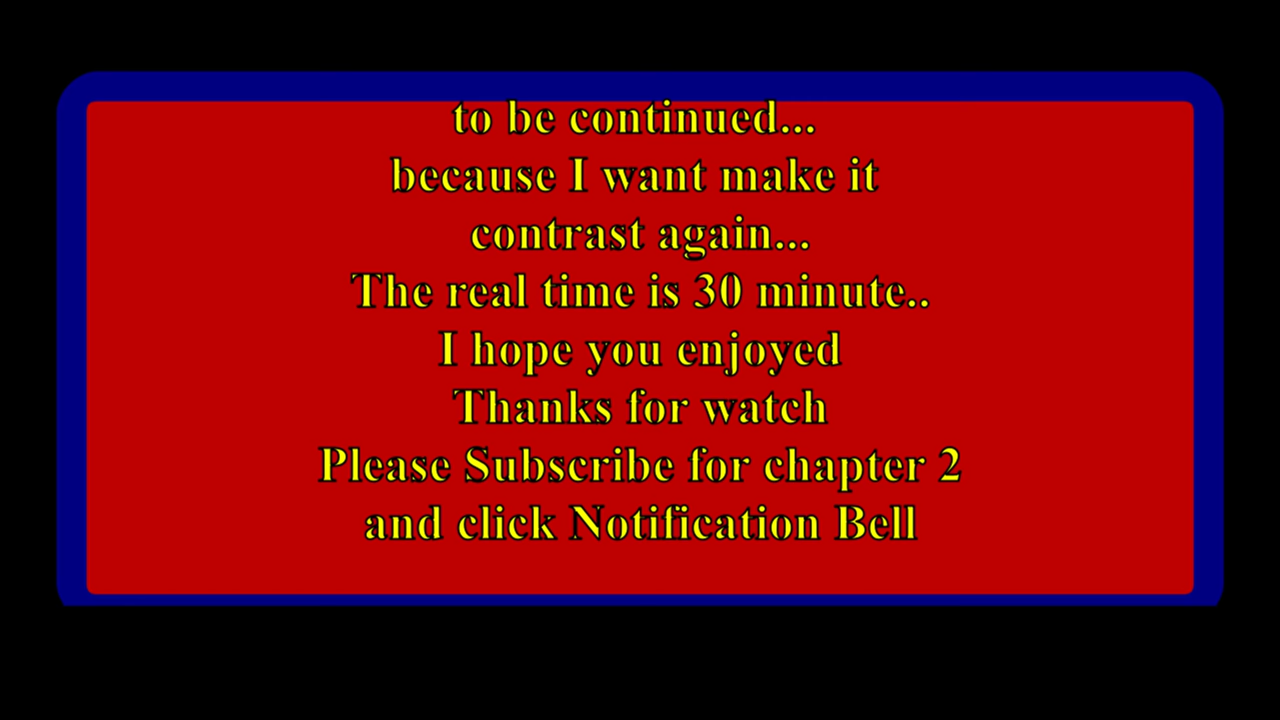 to be continued...
because I want make it
contrast again...
The real time is 30 minute..
I hope you enjoyed
Thanks for watch
Please Subscribe for chapter 2
and click Notification Bell